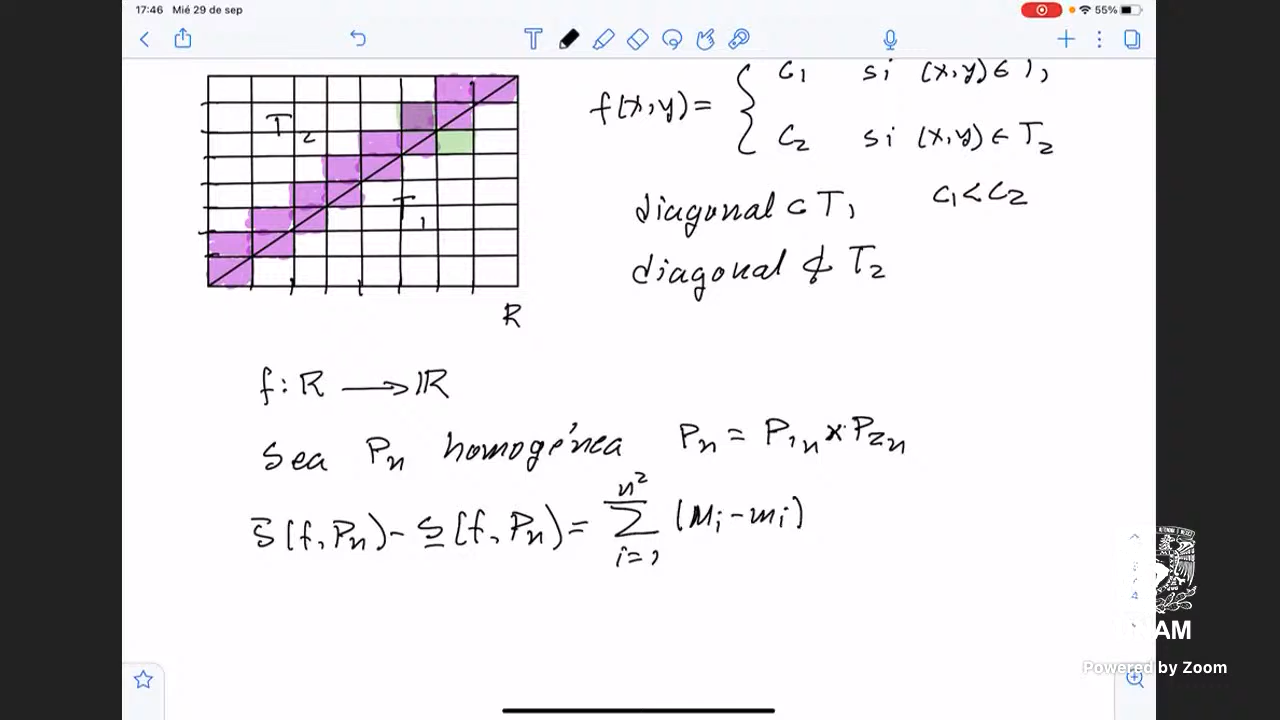 17:46 Mié 29 de sep
55%
T₂
T₁
R
f(x,y) = { C₁ si (x,y) ∈ T₁
C₂ si (x,y) ∈ T₂
diagonal ⊂ T₁ C₁ < C₂
diagonal ⊄ T₂
f: R ⟶ ℝ
Sea Pₙ homogénea Pₙ = P₁ₙ × P₂ₙ
S̄(f, Pₙ) - S̲(f, Pₙ) = ∑_{i=1}^{n²} (Mᵢ - mᵢ)
Powered by Zoom